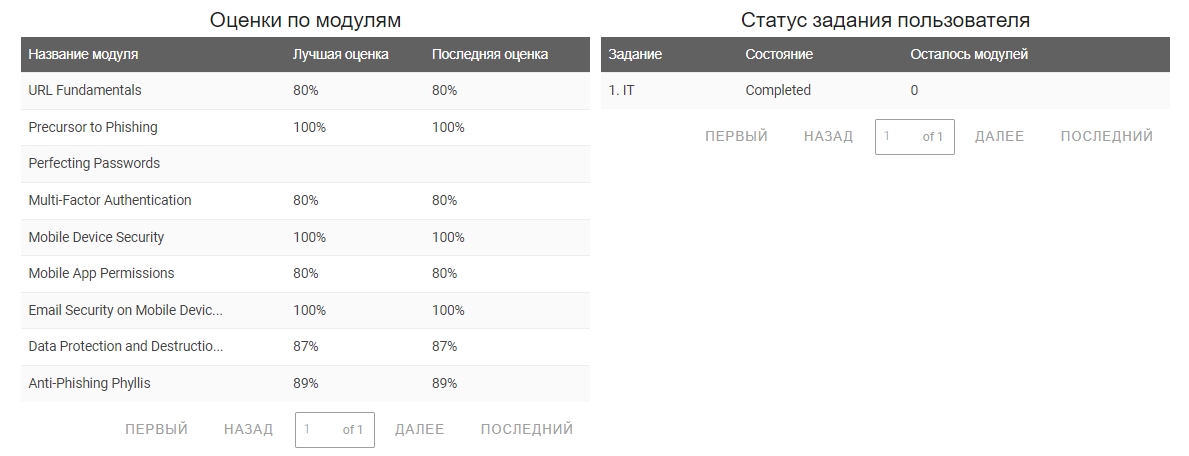 Оценки по модулям
Название модуля Лучшая оценка Последняя оценка
URL Fundamentals 80% 80%
Precursor to Phishing 100% 100%
Perfecting Passwords
Multi-Factor Authentication 80% 80%
Mobile Device Security 100% 100%
Mobile App Permissions 80% 80%
Email Security on Mobile Devic... 100% 100%
Data Protection and Destructio... 87% 87%
Anti-Phishing Phyllis 89% 89%
ПЕРВЫЙ НАЗАД 1 of 1 ДАЛЕЕ ПОСЛЕДНИЙ
Статус задания пользователя
Задание Состояние Осталось модулей
1. IT Completed 0
ПЕРВЫЙ НАЗАД 1 of 1 ДАЛЕЕ ПОСЛЕДНИЙ